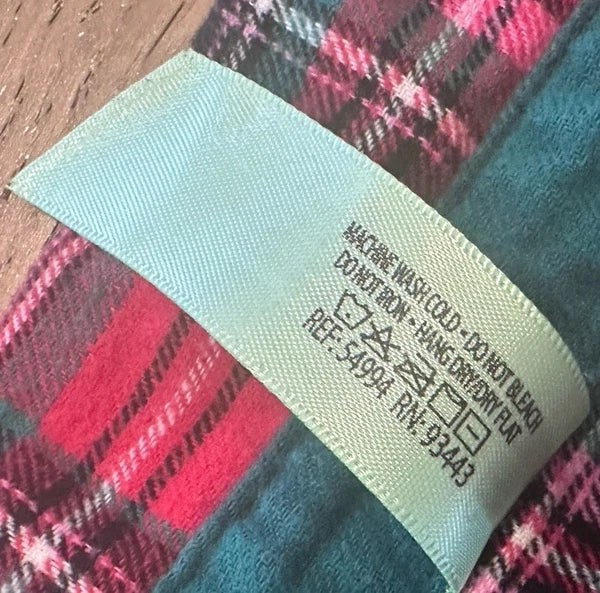 MACHINE WASH COLD • DO NOT BLEACH
DO NOT IRON • HANG DRY/DRY FLAT
REF: 54994 RN: 93443